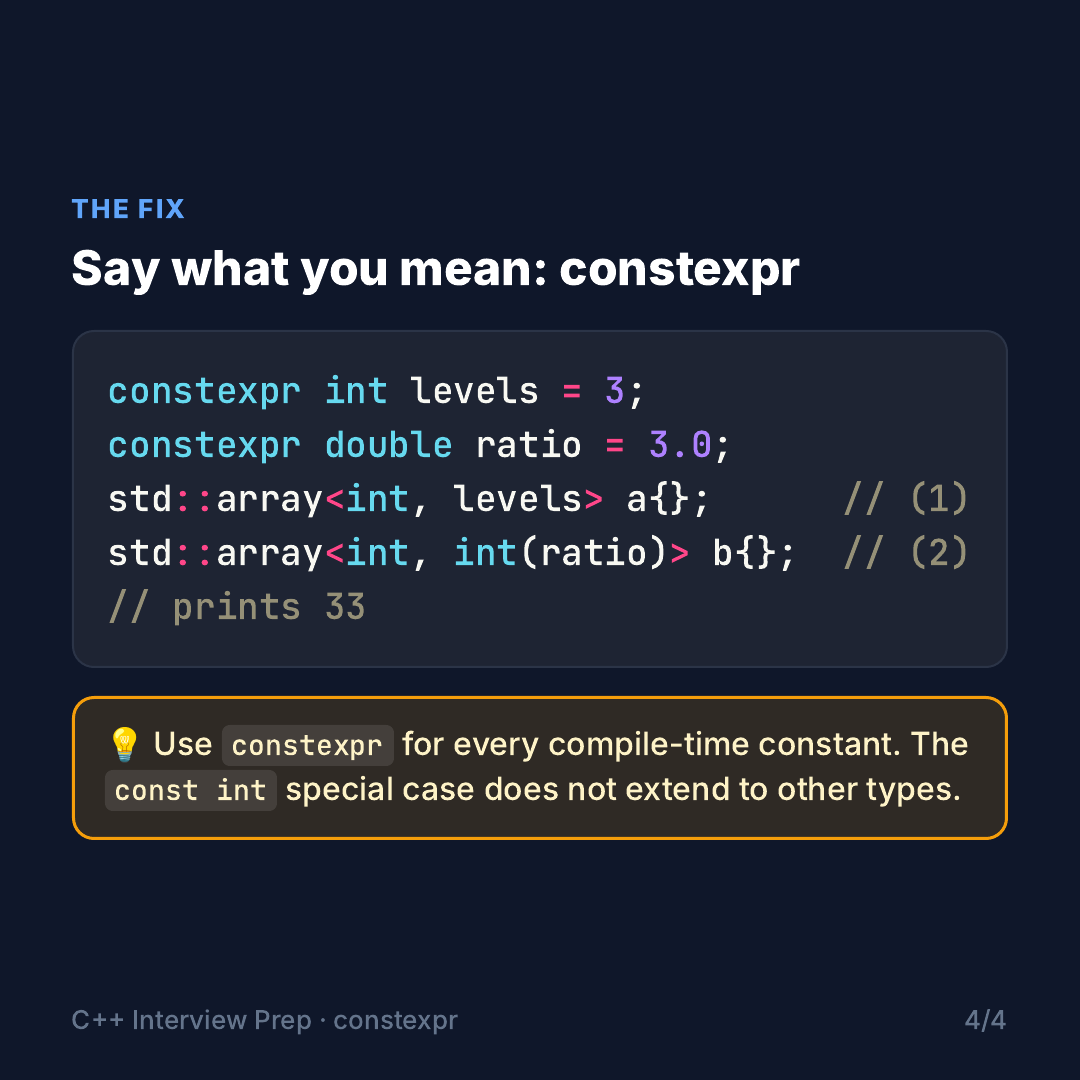 THE FIX
Say what you mean: constexpr
constexpr int levels = 3;
constexpr double ratio = 3.0;
std::array<int, levels> a{};      // (1)
std::array<int, int(ratio)> b{};  // (2)
// prints 33
💡 Use constexpr for every compile-time constant. The
const int special case does not extend to other types.
C++ Interview Prep · constexpr
4/4